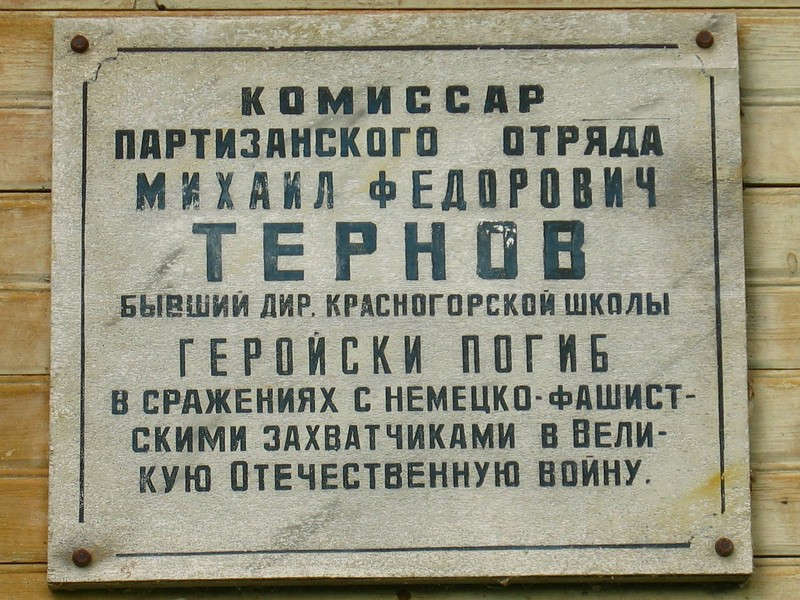 КОМИССАР
ПАРТИЗАНСКОГО ОТРЯДА
МИХАИЛ ФЕДОРОВИЧ
ТЕРНОВ
БЫВШИЙ ДИР. КРАСНОГОРСКОЙ ШКОЛЫ
ГЕРОЙСКИ ПОГИБ
В СРАЖЕНИЯХ С НЕМЕЦКО-ФАШИСТ-
СКИМИ ЗАХВАТЧИКАМИ В ВЕЛИ-
КУЮ ОТЕЧЕСТВЕННУЮ ВОЙНУ.